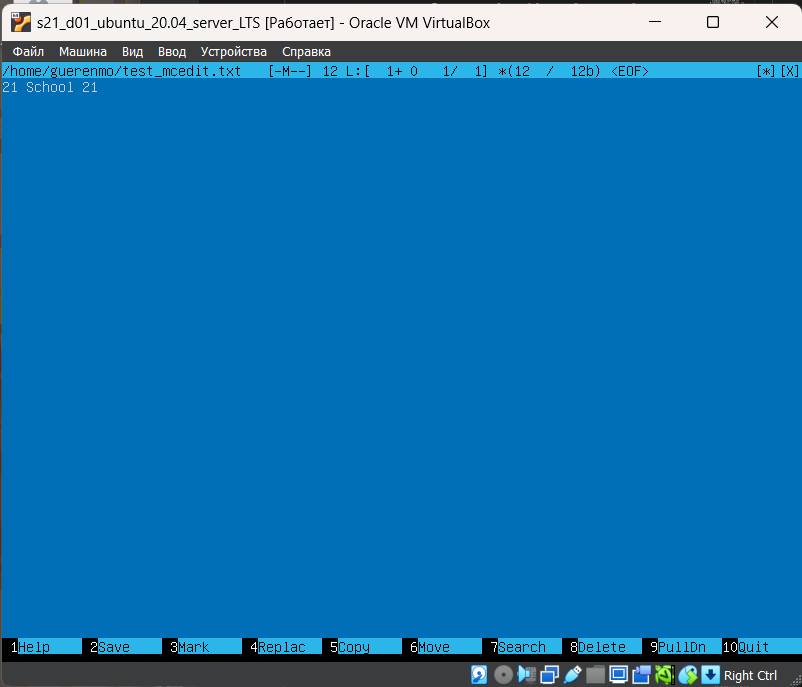 s21_d01_ubuntu_20.04_server_LTS [Работает] - Oracle VM VirtualBox
Файл Машина Вид Ввод Устройства Справка
/home/guerenmo/test_mcedit.txt [-M--] 12 L:[ 1+ 0 1/ 1] *(12 / 12b) <EOF> [*][X]
21 School 21
1Help 2Save 3Mark 4Replac 5Copy 6Move 7Search 8Delete 9PullDn 10Quit
Right Ctrl